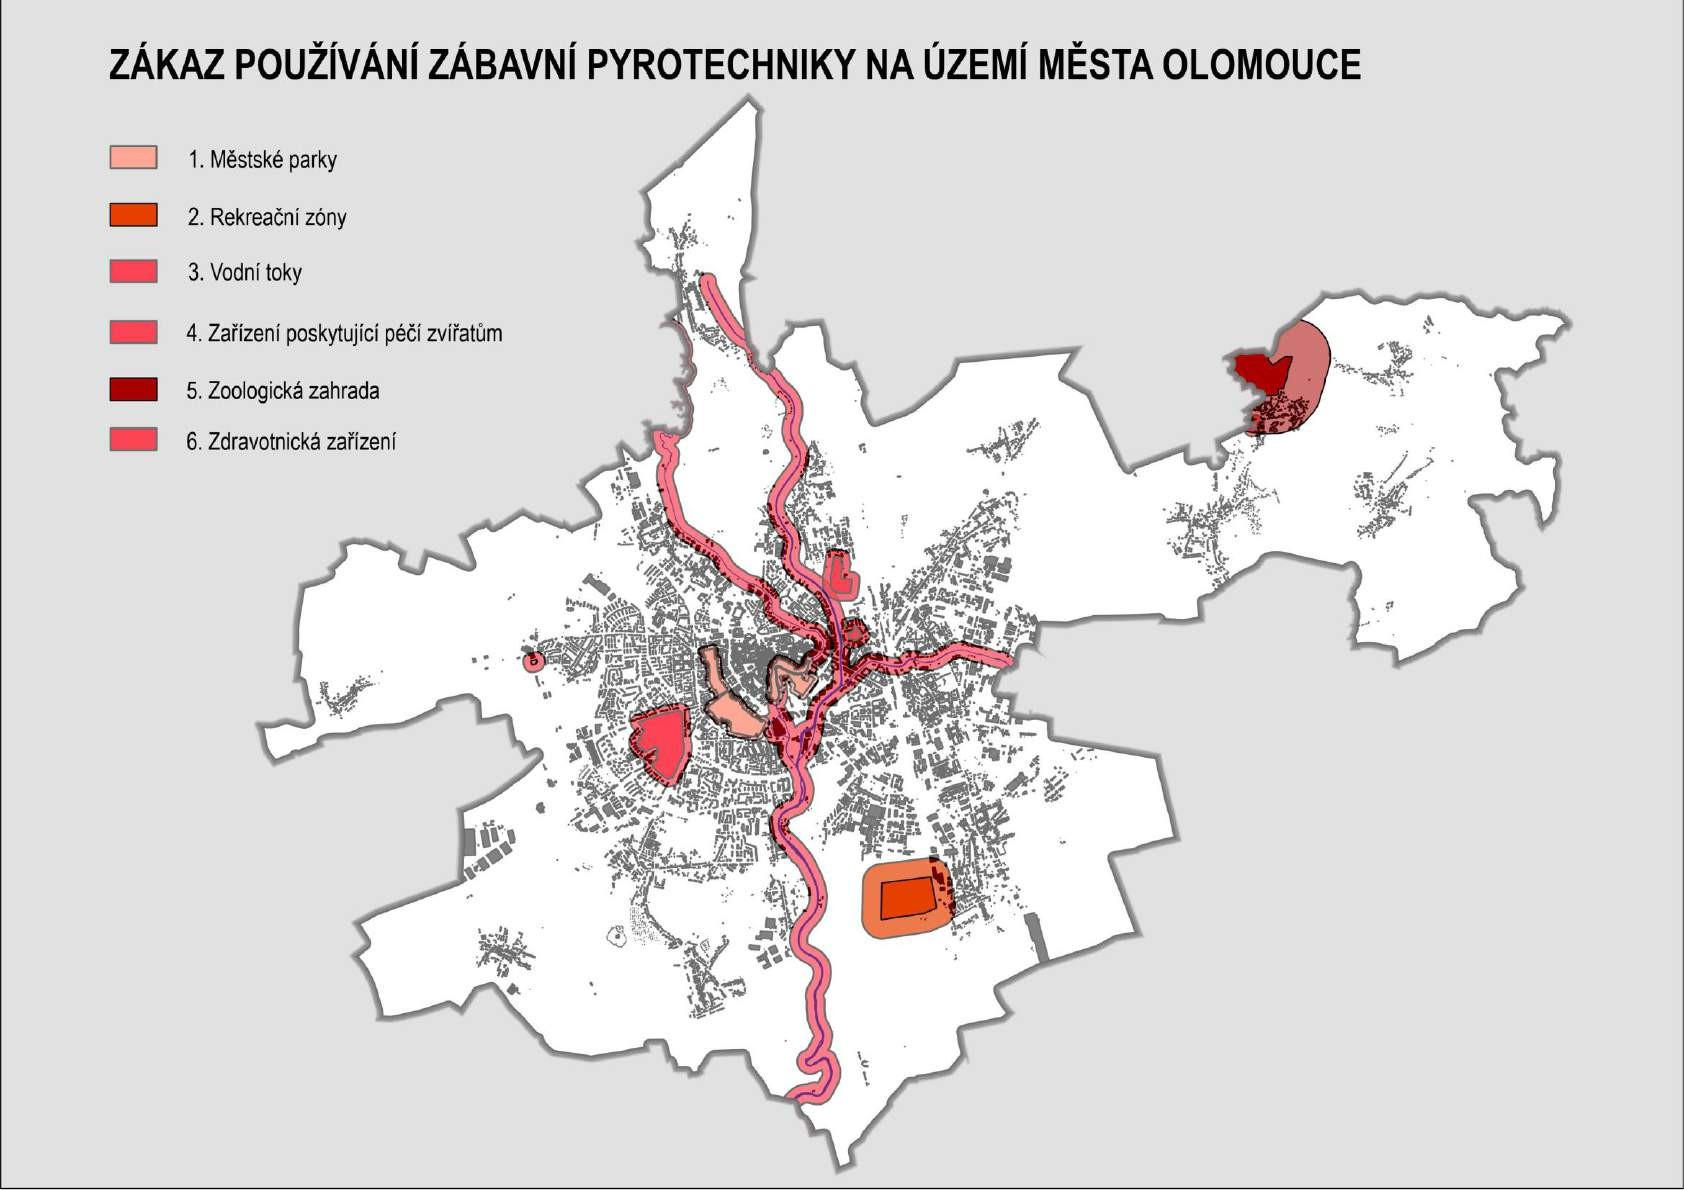 ZÁKAZ POUŽÍVÁNÍ ZÁBAVNÍ PYROTECHNIKY NA ÚZEMÍ MĚSTA OLOMOUCE
1. Městské parky
2. Rekreační zóny
3. Vodní toky
4. Zařízení poskytující péčí zvířatům
5. Zoologická zahrada
6. Zdravotnická zařízení